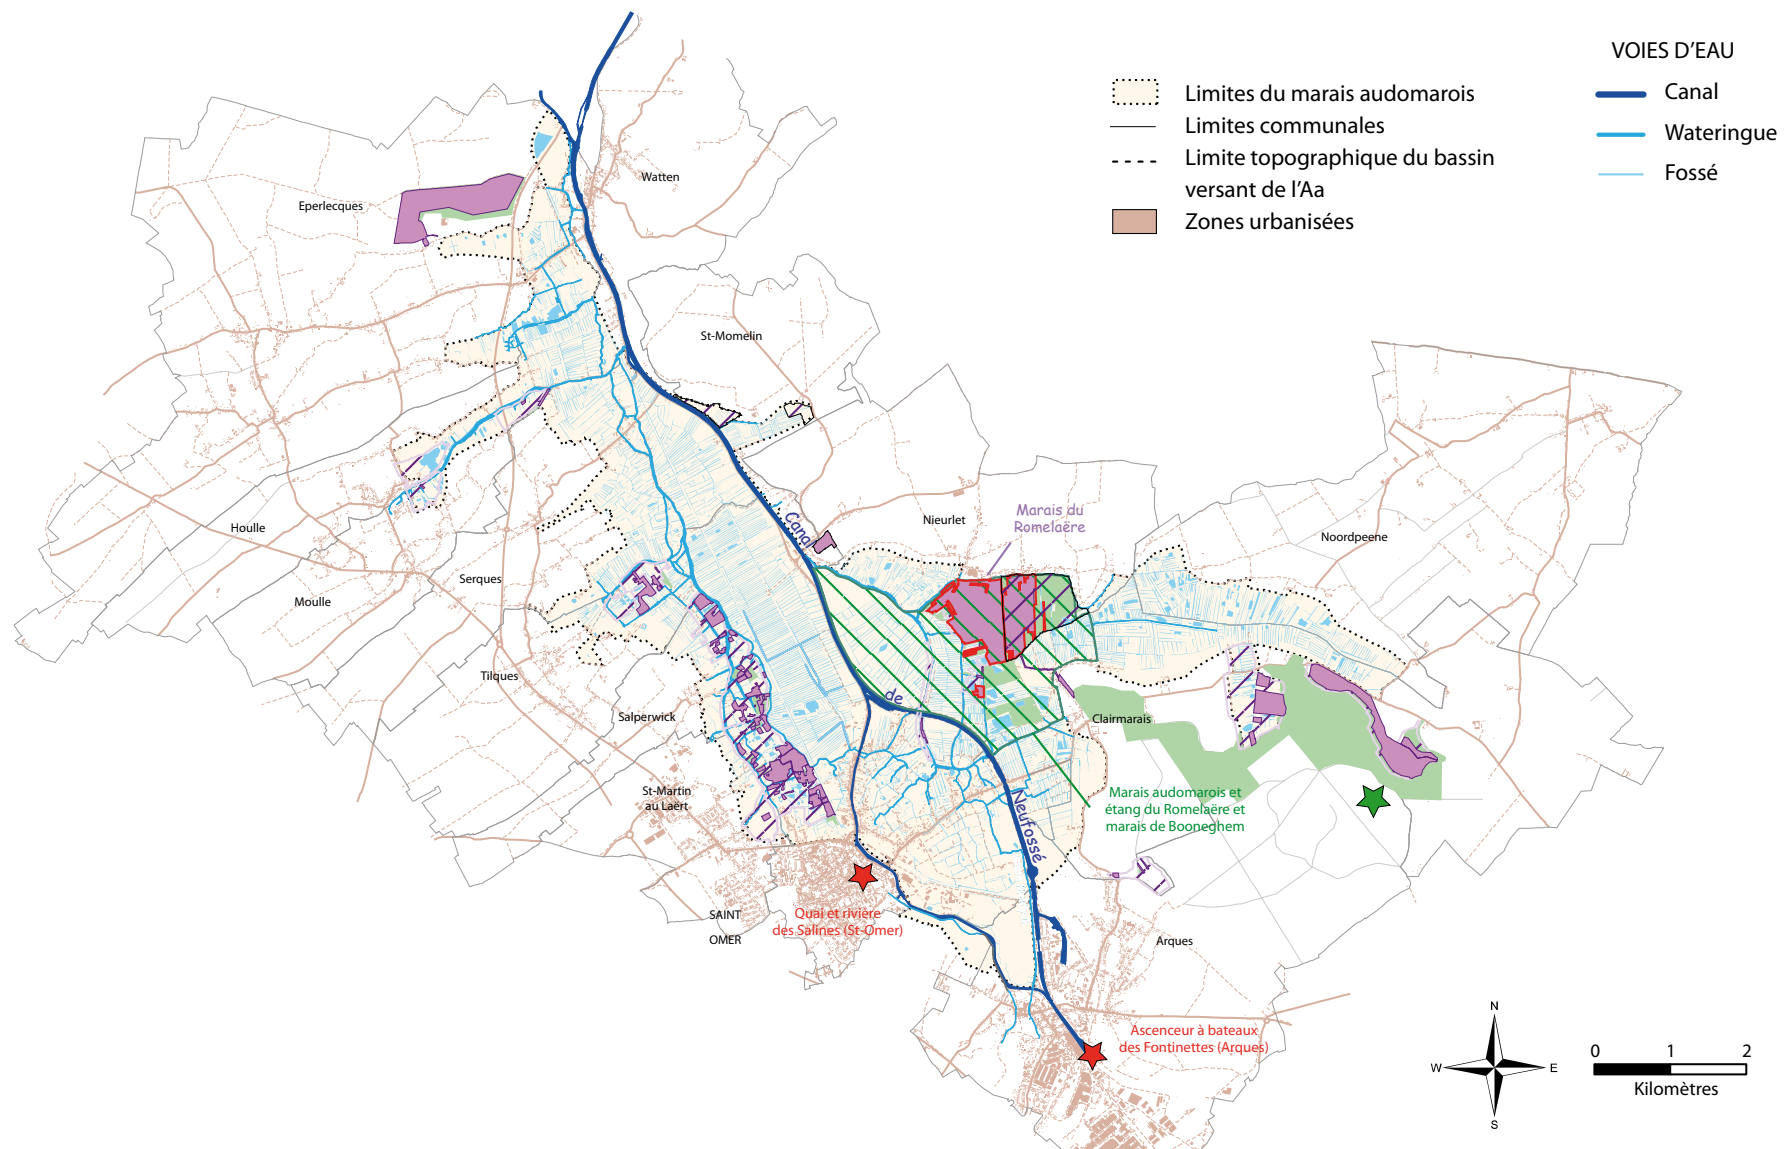 VOIES D'EAU
Canal
Wateringue
Fossé
Limites du marais audomarois
Limites communales
Limite topographique du bassin
versant de l'Aa
Zones urbanisées
Watten
Eperlecques
St-Momelin
Houlle
Moulle
Serques
Tilques
Salperwick
St-Martin
au Laërt
SAINT
OMER
Nieurlet
Marais du
Romelaëre
Noordpeene
Clairmarais
Canal
de
Neuffossé
Marais audomarois et
étang du Romelaëre et
marais de Booneghem
Quai et rivière
des Salines (St-Omer)
Arques
Ascenceur à bateaux
des Fontinettes (Arques)
N
W
E
S
0 1 2
Kilomètres